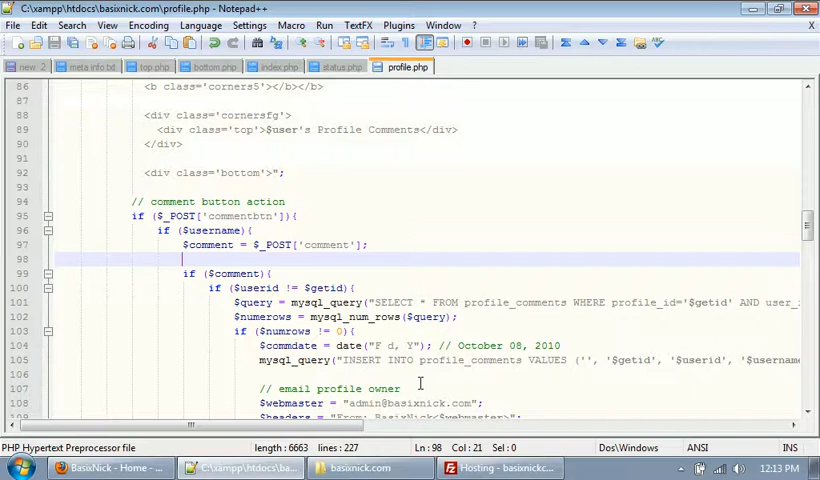 C:\xampp\htdocs\basixnick.com\profile.php - Notepad++
File Edit Search View Encoding Language Settings Macro Run TextFX Plugins Window ? X
new 2 meta info.txt top.php bottom.php index.php status.php profile.php
86 <b class='corners5'></b></b>
87
88 <div class='cornersfg'>
89 <div class='top'>$user's Profile Comments</div>
90 </div>
91
92 <div class='bottom'>";
93
94 // comment button action
95 if ($_POST['commentbtn']){
96 if ($username){
97 $comment = $_POST['comment'];
98
99 if ($comment){
100 if ($userid != $getid){
101 $query = mysql_query("SELECT * FROM profile_comments WHERE profile_id='$getid' AND user_
102 $numerows = mysql_num_rows($query);
103 if ($numrows != 0){
104 $commdate = date("F d, Y"); // October 08, 2010
105 mysql_query("INSERT INTO profile_comments VALUES ('', '$getid', '$userid', '$username
106
107 // email profile owner
108 $webmaster = "admin@basixnick.com";
109 $headers = "From: BasixNick<$webmaster>";
PHP Hypertext Preprocessor file length : 6663 lines : 227 Ln : 98 Col : 21 Sel : 0 Dos\Windows ANSI INS
BasixNick - Home - ... C:\xampp\htdocs\ba... basixnick.com Hosting - basixnickc... 12:13 PM